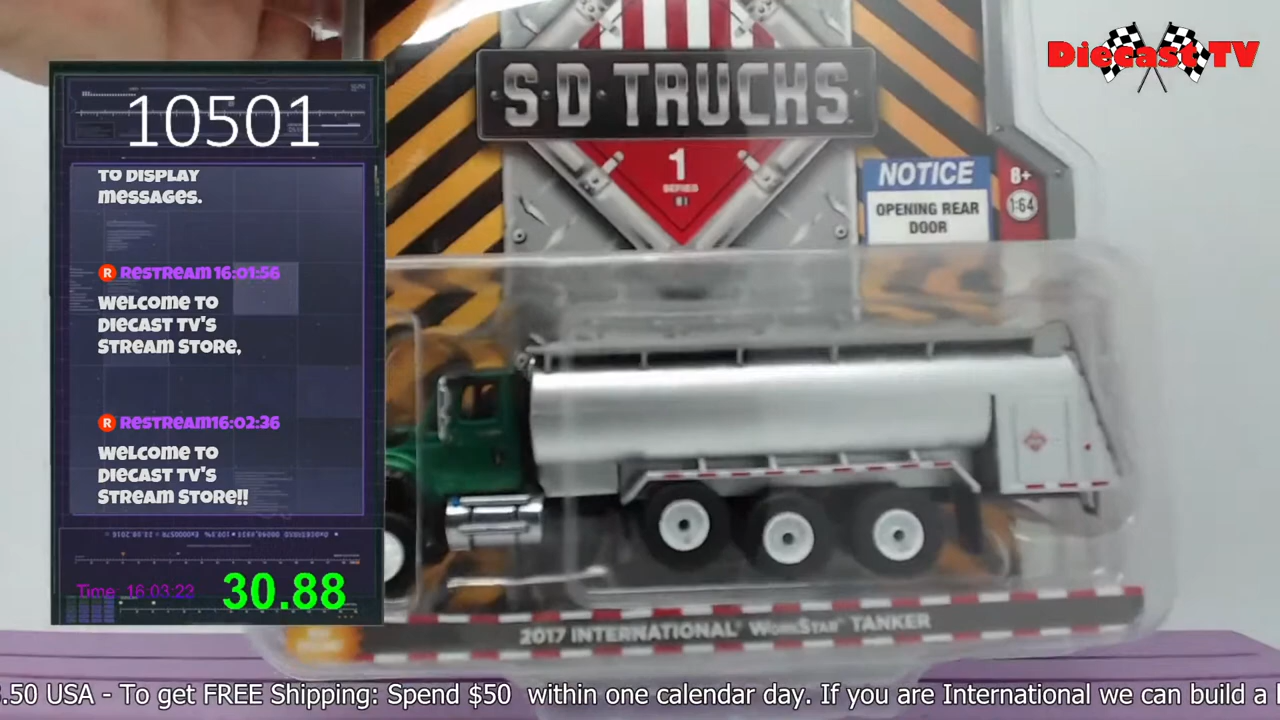 Diecast TV
S·D·TRUCKS
1
SERIES
NOTICE
OPENING REAR
DOOR
8+
1:64
10501
TO DISPLAY
MESSAGES.
R RESTREAM 16:01:56
WELCOME TO
DIECAST TV'S
STREAM STORE,
R RESTREAM16:02:36
WELCOME TO
DIECAST TV'S
STREAM STORE!!
Time 16:03:22
30.88
2017 INTERNATIONAL® WORKSTAR® TANKER
.50 USA - To get FREE Shipping: Spend $50 within one calendar day. If you are International we can build a